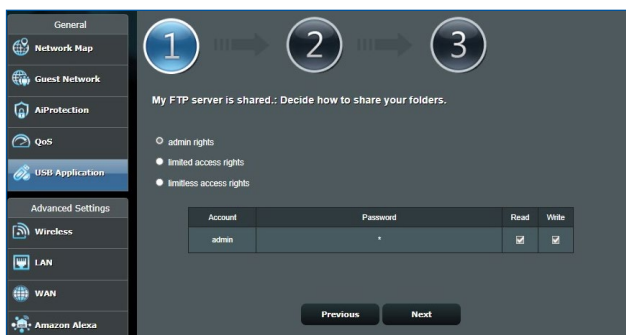 General
Network Map
Guest Network
AiProtection
QoS
USB Application
Advanced Settings
Wireless
LAN
WAN
Amazon Alexa
1 2 3
My FTP server is shared.: Decide how to share your folders.
admin rights
limited access rights
limitless access rights
Account Password Read Write
admin *
Previous Next